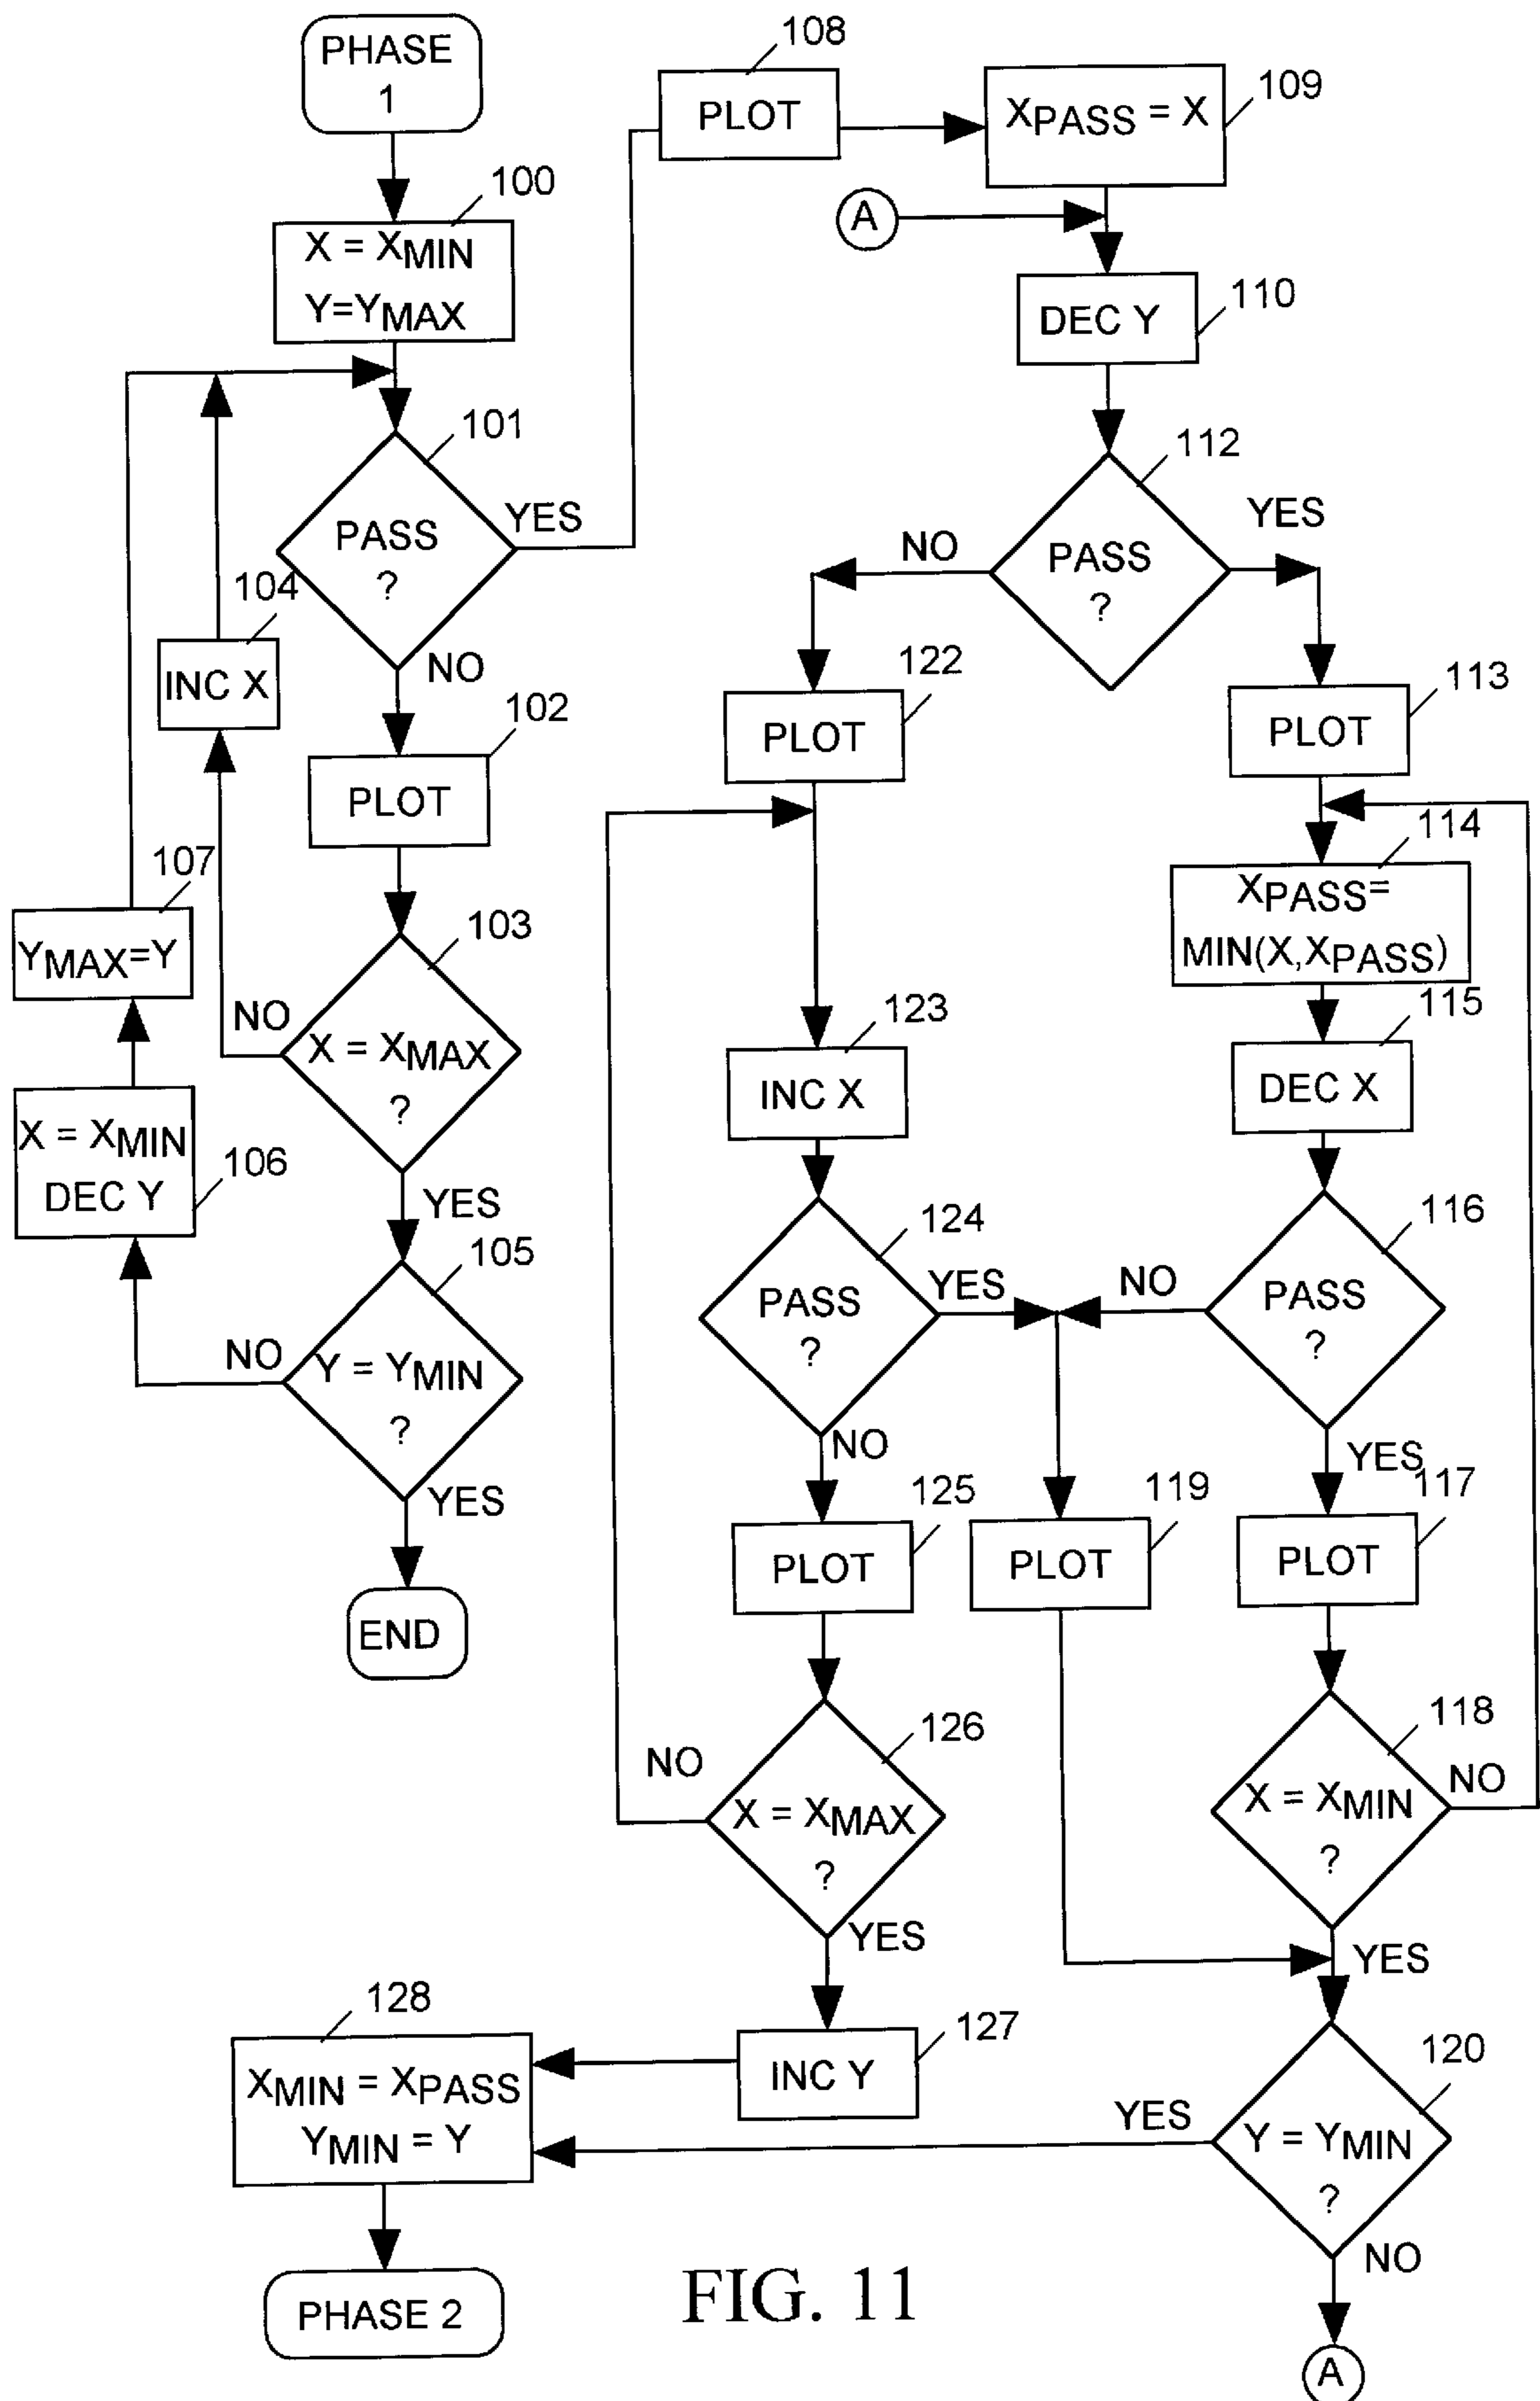 PHASE
1
100
X = XMIN
Y=YMAX
101
PASS
?
YES
NO
104
INC X
102
PLOT
107
YMAX=Y
103
X = XMAX
?
NO
YES
X = XMIN
DEC Y
106
105
Y = YMIN
?
NO
YES
END
108
PLOT
109
XPASS = X
A
110
DEC Y
112
PASS
?
NO
YES
122
PLOT
113
PLOT
114
XPASS=
MIN(X,XPASS)
123
INC X
115
DEC X
124
PASS
?
YES
NO
116
PASS
?
NO
YES
125
PLOT
119
PLOT
117
PLOT
126
X = XMAX
?
NO
YES
118
X = XMIN
?
NO
YES
127
INC Y
128
XMIN = XPASS
YMIN = Y
120
Y = YMIN
?
YES
NO
PHASE 2
A
FIG. 11